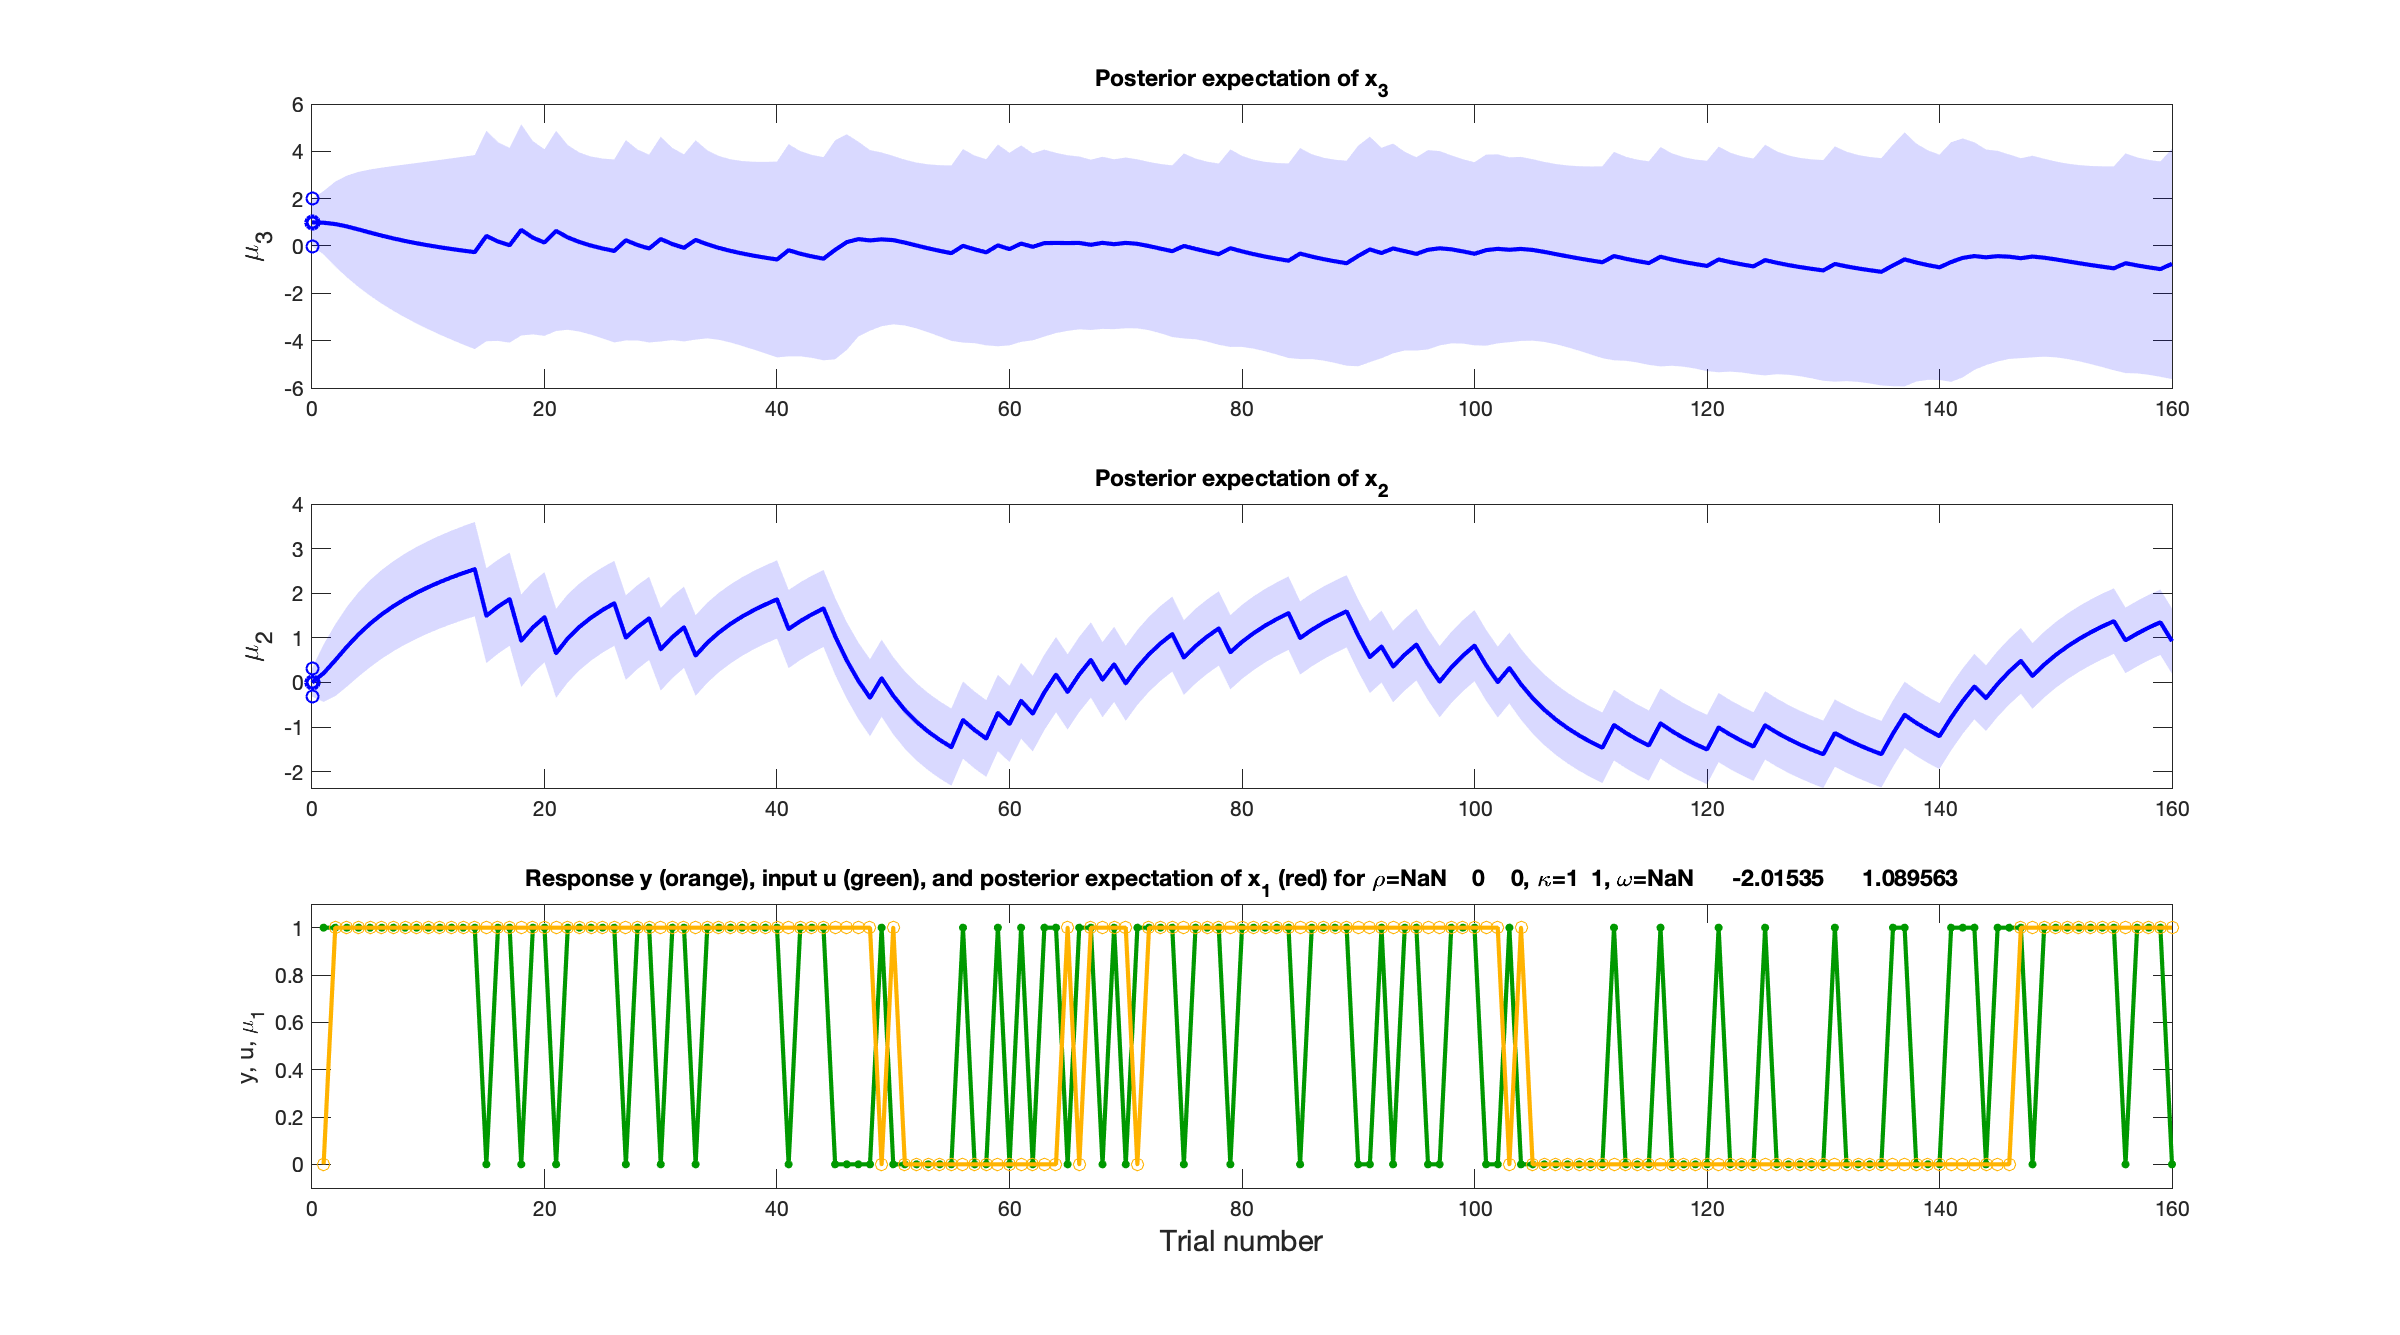 Posterior expectation of x3
6
4
2
0
-2
-4
-6
μ3
0 20 40 60 80 100 120 140 160
Posterior expectation of x2
4
3
2
1
0
-1
-2
μ2
0 20 40 60 80 100 120 140 160
Response y (orange), input u (green), and posterior expectation of x1 (red) for ρ=NaN 0 0, κ=1 1, ω=NaN -2.01535 1.089563
1
0.8
0.6
0.4
0.2
0
y, u, μ1
0 20 40 60 80 100 120 140 160
Trial number